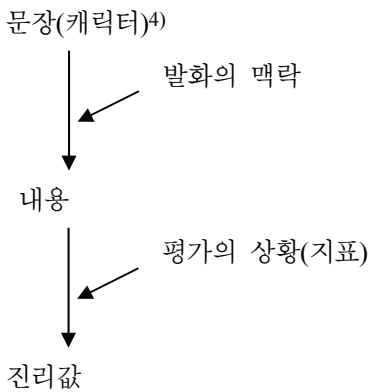 문장(캐릭터)4)
발화의 맥락
내용
평가의 상황(지표)
진리값